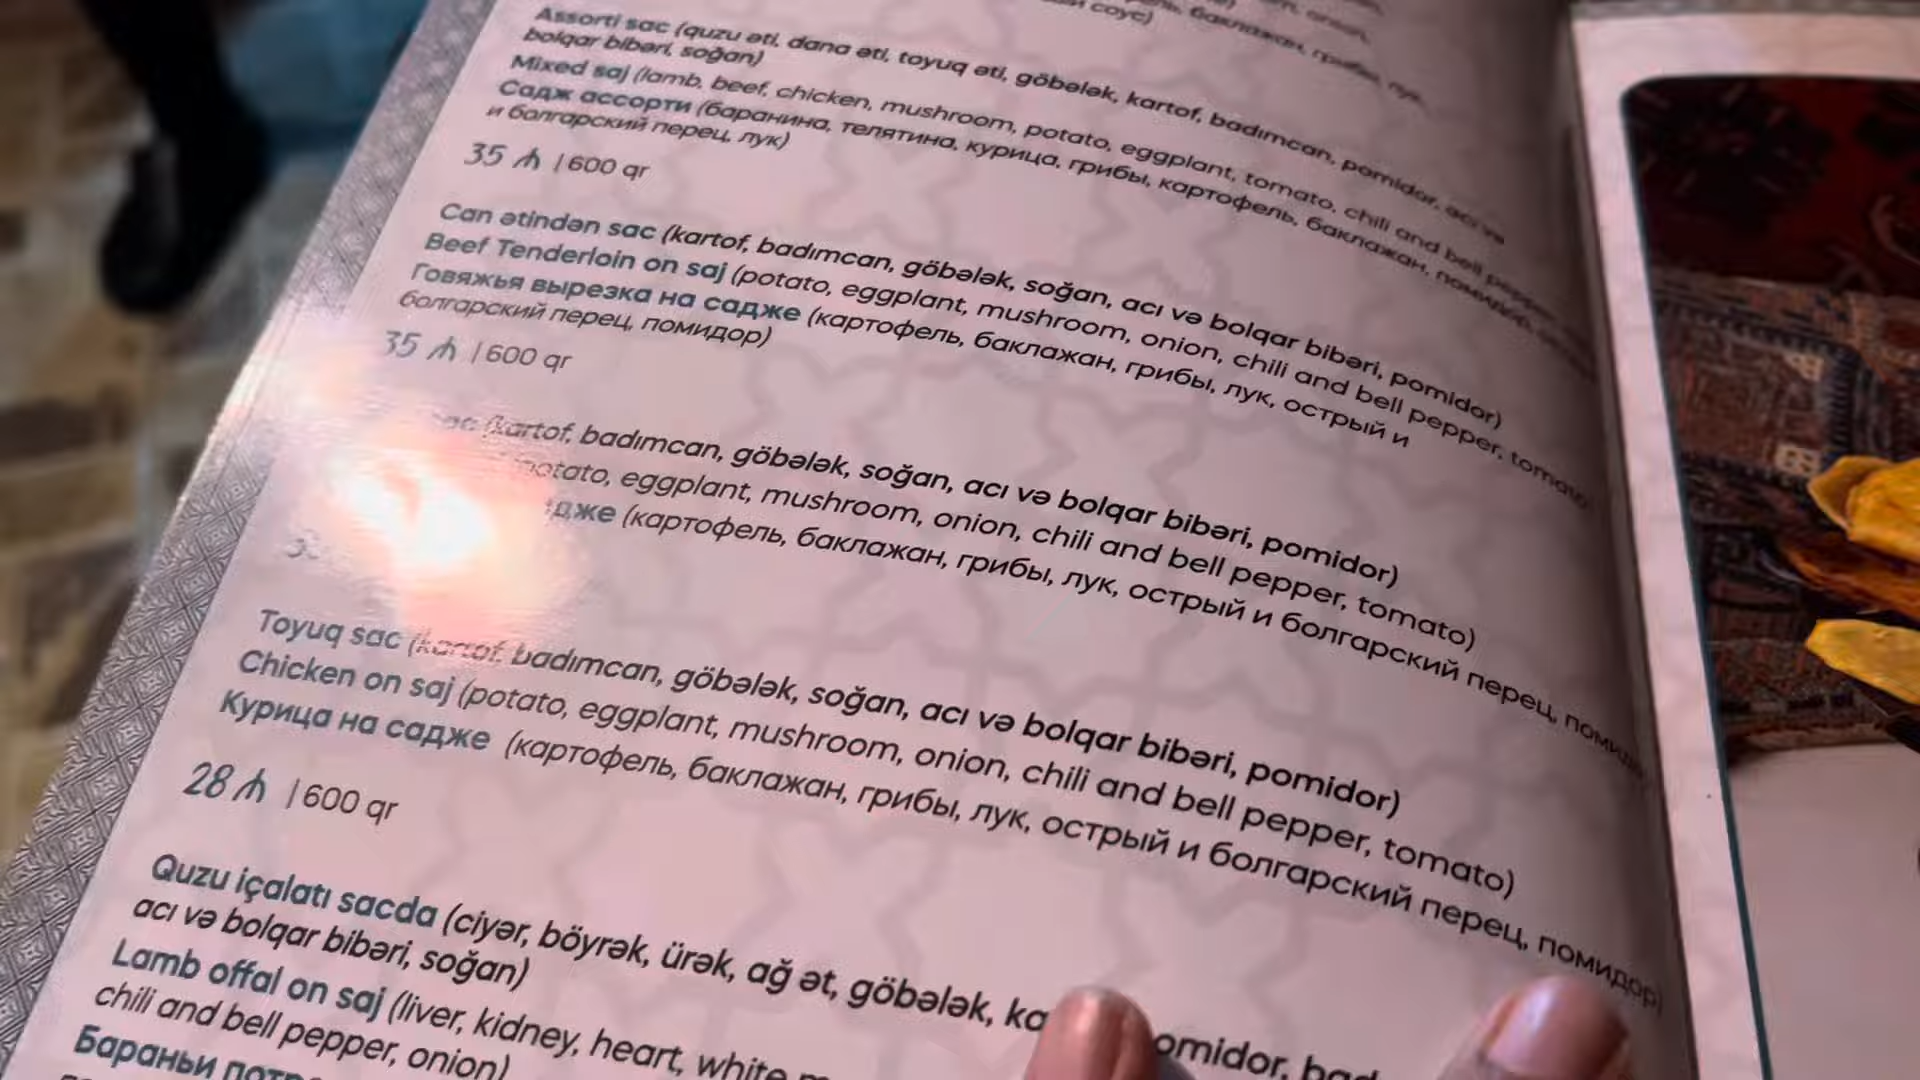 Assorti sac (quzu əti, dana əti, toyuq əti, göbələk, kartof, badımcan, pomidor, acı və
bolqar bibəri, soğan)
Mixed saj (lamb, beef, chicken, mushroom, potato, eggplant, tomato, chili and bell
Садж ассорти (баранина, телятина, курица, грибы, картофель, баклажан, помидор,
и болгарский перец, лук)
35 ₼ | 600 qr
Can ətindən sac (kartof, badımcan, göbələk, soğan, acı və bolqar bibəri, pomidor)
Beef Tenderloin on saj (potato, eggplant, mushroom, onion, chili and bell pepper, tomato
Говяжья вырезка на садже (картофель, баклажан, грибы, лук, острый и
болгарский перец, помидор)
35 ₼ | 600 qr
(kartof, badımcan, göbələk, soğan, acı və bolqar bibəri, pomidor)
potato, eggplant, mushroom, onion, chili and bell pepper, tomato)
(картофель, баклажан, грибы, лук, острый и болгарский перец,
Toyuq sac (kartof, badımcan, göbələk, soğan, acı və bolqar bibəri, pomidor)
Chicken on saj (potato, eggplant, mushroom, onion, chili and bell pepper, tomato)
Курица на садже (картофель, баклажан, грибы, лук, острый и болгарский перец, помидор)
28 ₼ | 600 qr
Quzu içalatı sacda (ciyər, böyrək, ürək, ağ ət, göbələk,
acı və bolqar bibəri, soğan)
Lamb offal on saj (liver, kidney, heart, white
chili and bell pepper, onion)
Бараньи